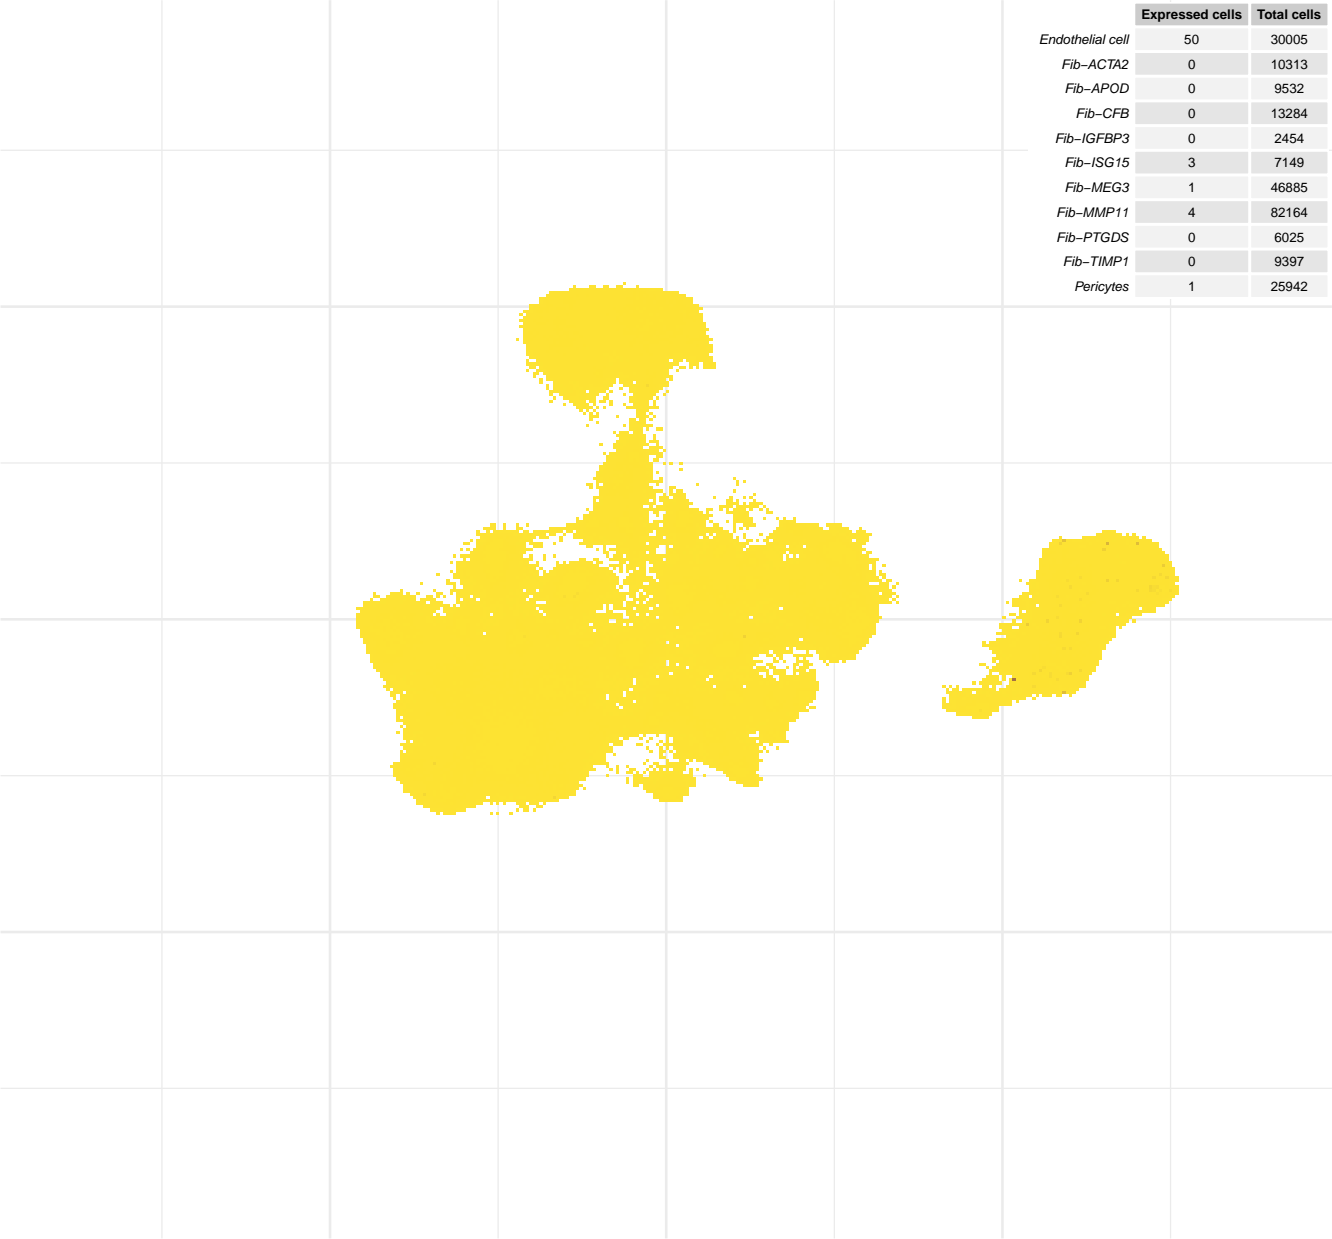 Expressed cells Total cells
Endothelial cell 50 30005
Fib−ACTA2 0 10313
Fib−APOD 0 9532
Fib−CFB 0 13284
Fib−IGFBP3 0 2454
Fib−ISG15 3 7149
Fib−MEG3 1 46885
Fib−MMP11 4 82164
Fib−PTGDS 0 6025
Fib−TIMP1 0 9397
Pericytes 1 25942